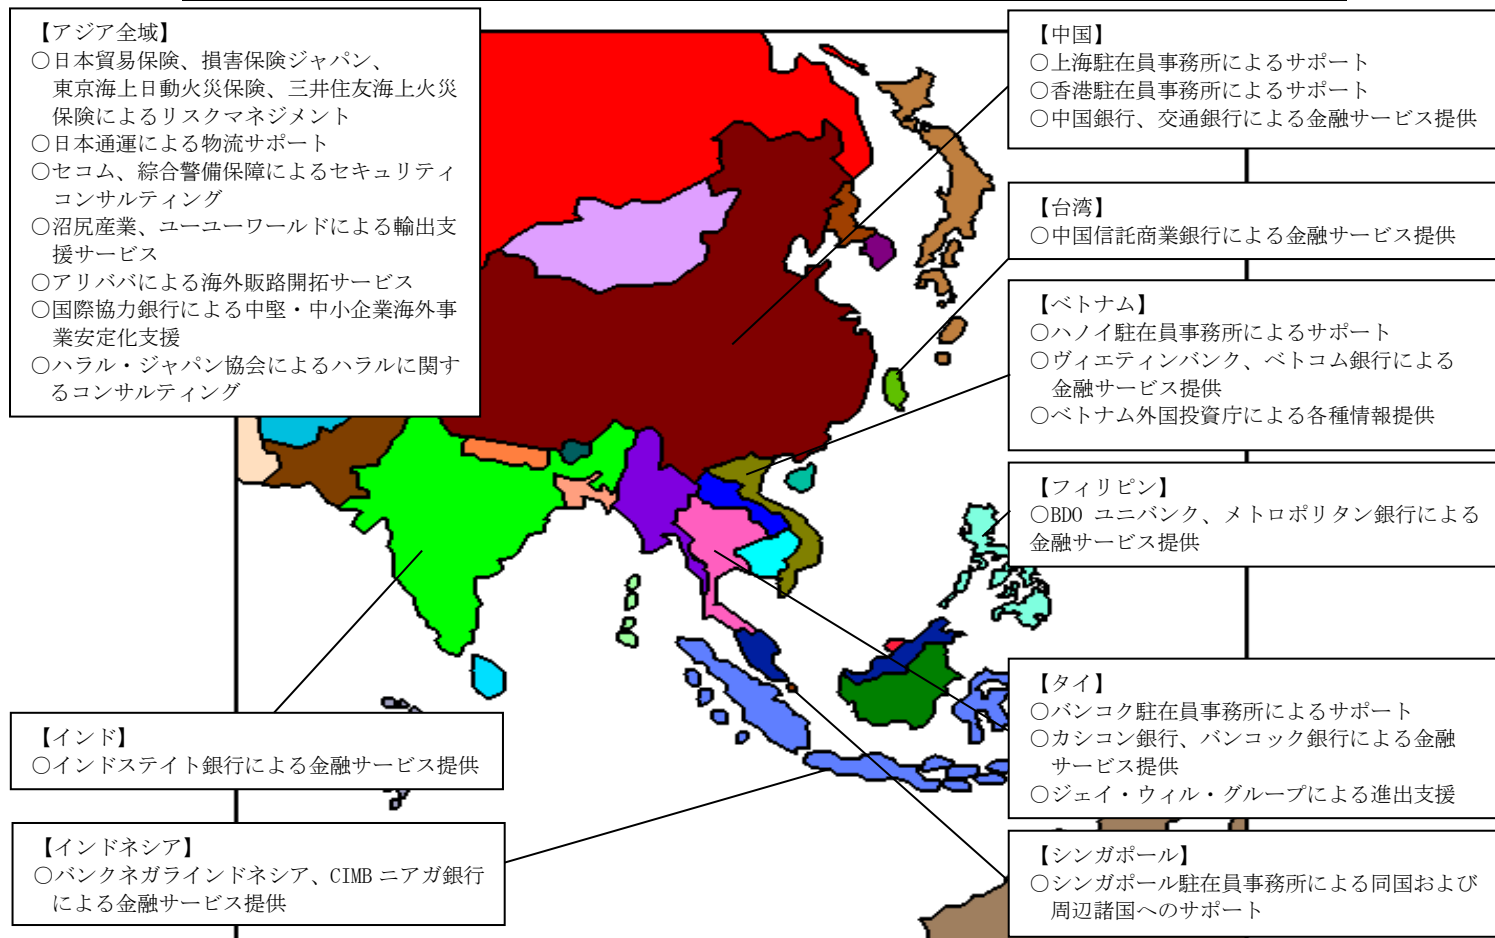 【アジア全域】
○日本貿易保険、損害保険ジャパン、
東京海上日動火災保険、三井住友海上火災
保険によるリスクマネジメント
○日本通運による物流サポート
○セコム、綜合警備保障によるセキュリティ
コンサルティング
○沼尻産業、ユーユーワールドによる輸出支
援サービス
○アリババによる海外販路開拓サービス
○国際協力銀行による中堅・中小企業海外事
業安定化支援
○ハラル・ジャパン協会によるハラルに関す
るコンサルティング
【インド】
○インドステイト銀行による金融サービス提供
【インドネシア】
○バンクネガラインドネシア、CIMB ニアガ銀行
による金融サービス提供
【中国】
○上海駐在員事務所によるサポート
○香港駐在員事務所によるサポート
○中国銀行、交通銀行による金融サービス提供
【台湾】
○中国信託商業銀行による金融サービス提供
【ベトナム】
○ハノイ駐在員事務所によるサポート
○ヴィエティンバンク、ベトコム銀行による
金融サービス提供
○ベトナム外国投資庁による各種情報提供
【フィリピン】
○BDO ユニバンク、メトロポリタン銀行による
金融サービス提供
【タイ】
○バンコク駐在員事務所によるサポート
○カシコン銀行、バンコック銀行による金融
サービス提供
○ジェイ・ウィル・グループによる進出支援
【シンガポール】
○シンガポール駐在員事務所による同国および
周辺諸国へのサポート